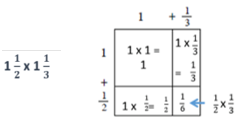 1 + 1/3
1 1/2 x 1 1/3
1
+
1/2
1 x 1 =
1
1 x 1/3
= 1/3
1 x 1/2 = 1/2
1/6
1/2 x 1/3